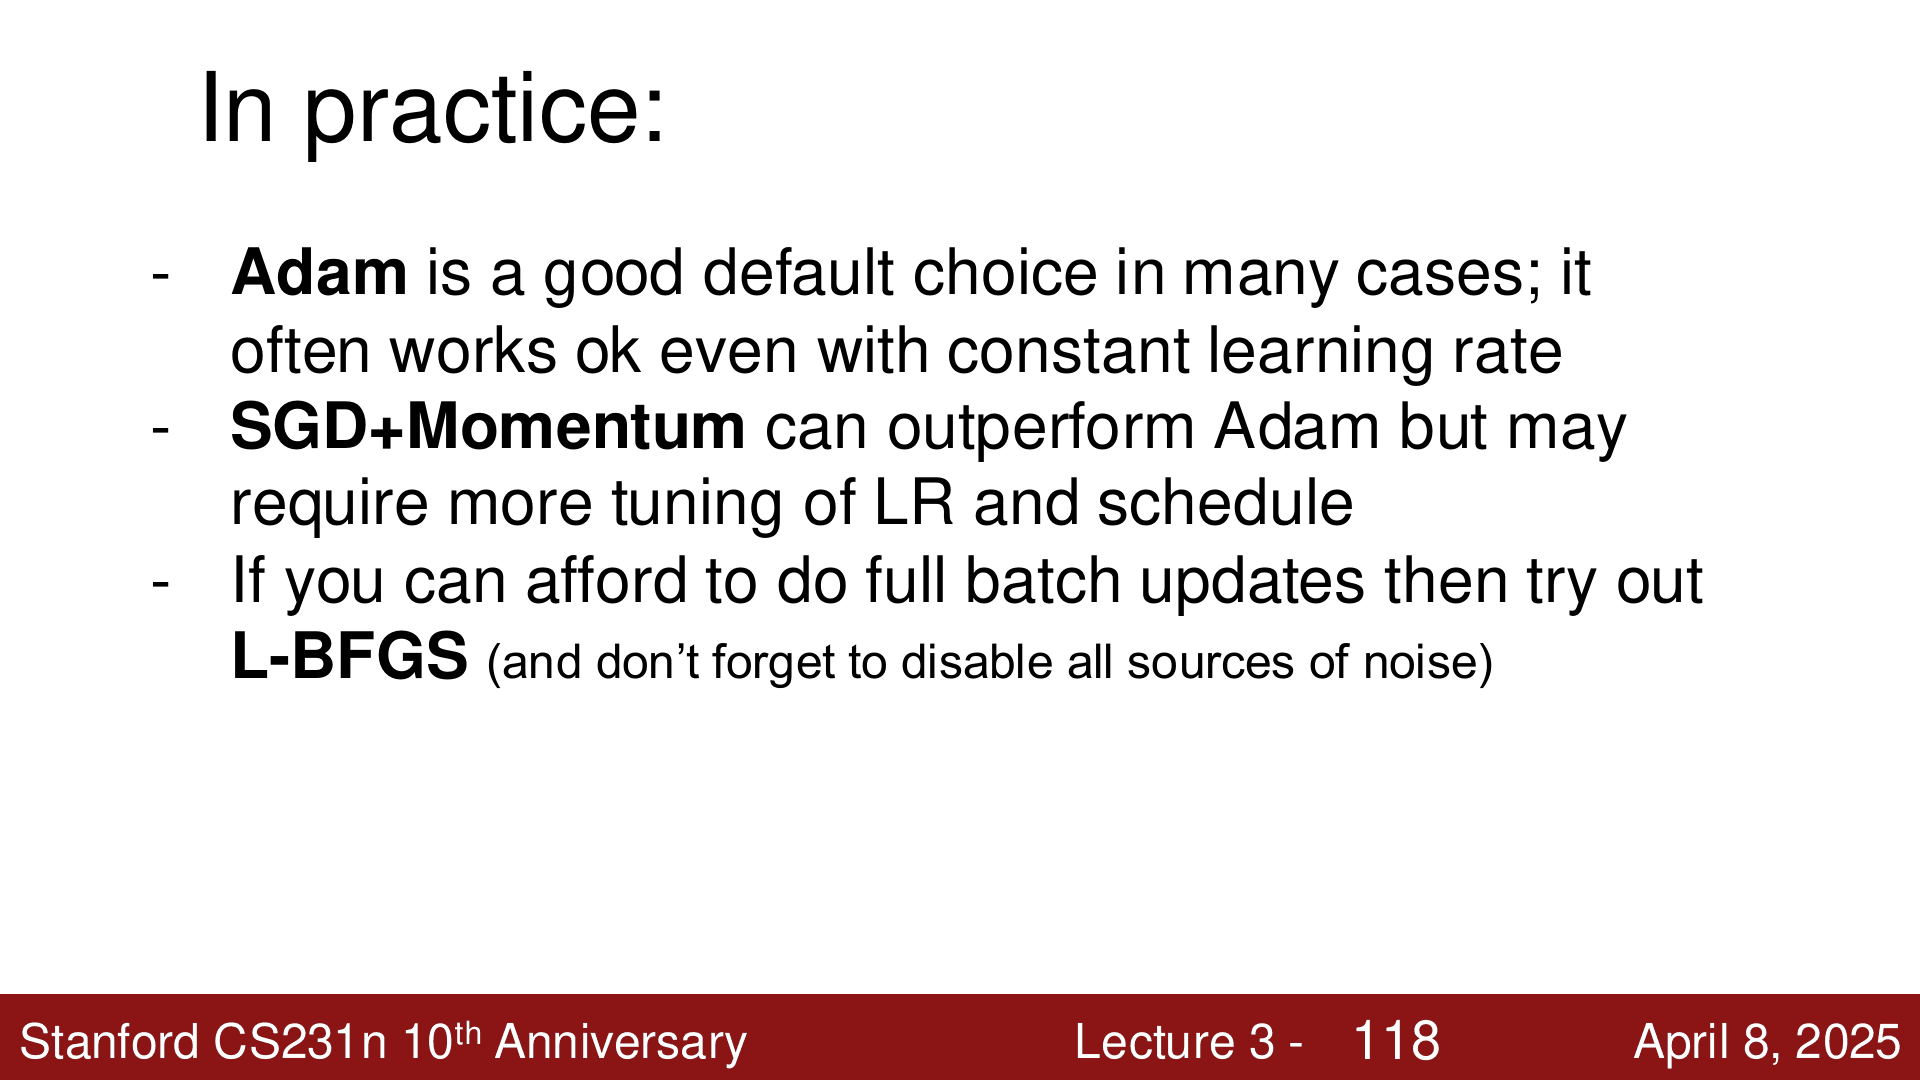 In practice:
- Adam is a good default choice in many cases; it
often works ok even with constant learning rate
- SGD+Momentum can outperform Adam but may
require more tuning of LR and schedule
- If you can afford to do full batch updates then try out
L-BFGS (and don’t forget to disable all sources of noise)
Stanford CS231n 10th Anniversary Lecture 3 - 118 April 8, 2025